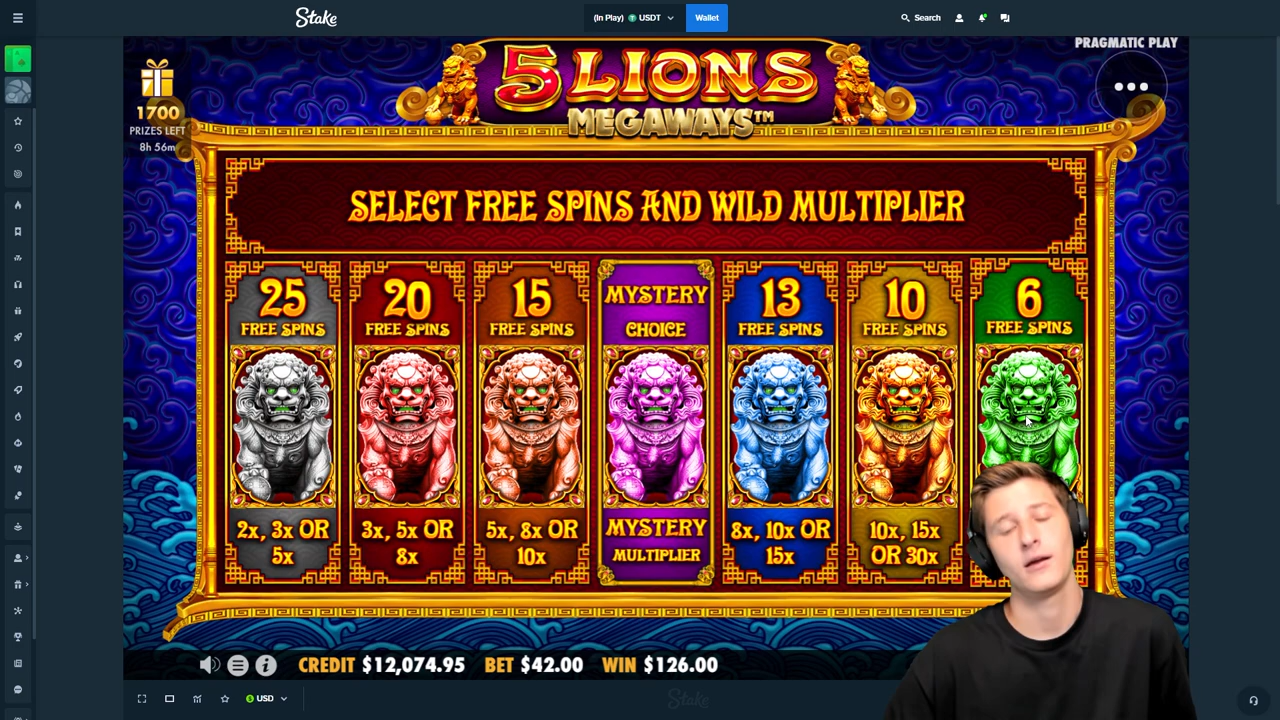 Stake
(In Play) USDT
Wallet
Search
PRAGMATIC PLAY
5 LIONS
MEGAWAYS™
1700
PRIZES LEFT
8h 56m
SELECT FREE SPINS AND WILD MULTIPLIER
25
FREE SPINS
2x, 3x OR
5x
20
FREE SPINS
3x, 5x OR
8x
15
FREE SPINS
5x, 8x OR
10x
MYSTERY
CHOICE
MYSTERY
MULTIPLIER
13
FREE SPINS
8x, 10x OR
15x
10
FREE SPINS
10x, 15x
OR 30x
6
FREE SPINS
CREDIT $12,074.95 BET $42.00 WIN $126.00
USD
Stake